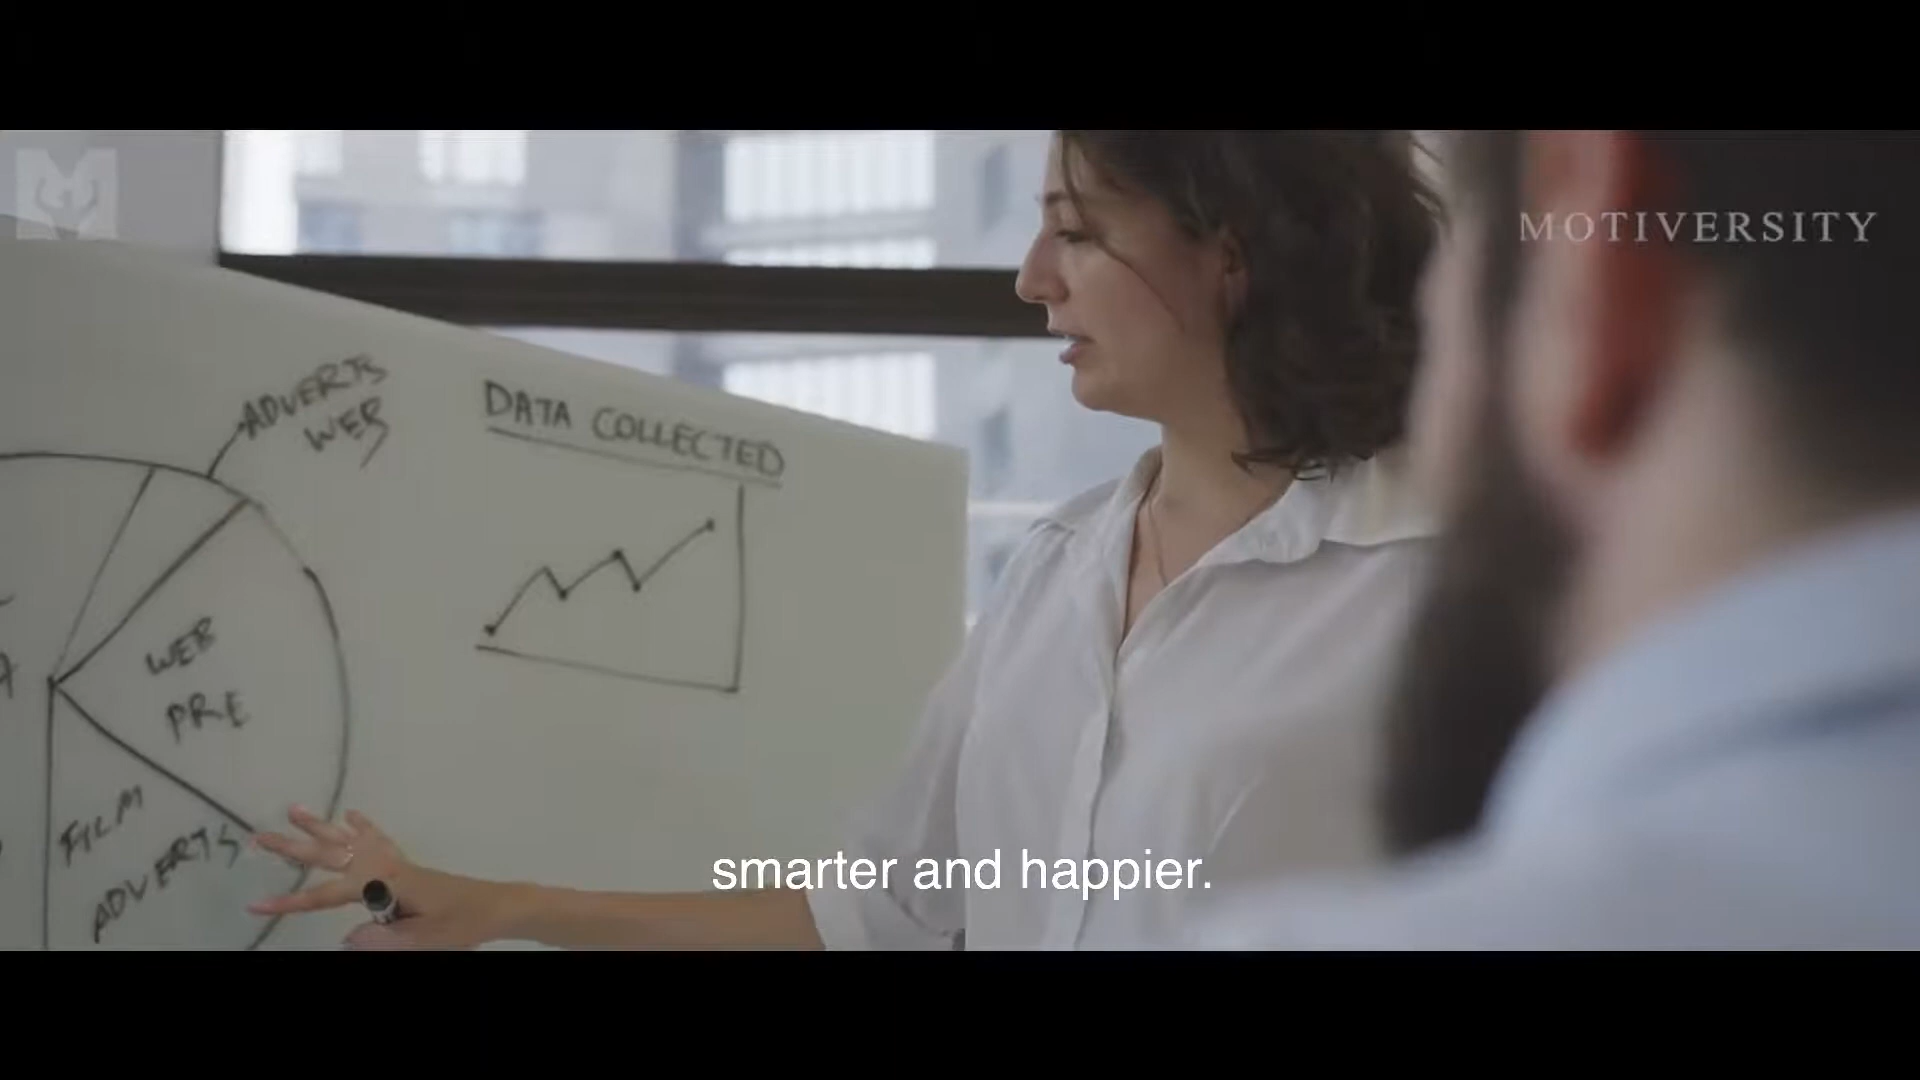 MOTIVERSITY
ADVERTS
WEB
DATA COLLECTED
WEB
PRE
FILM
ADVERTS
smarter and happier.